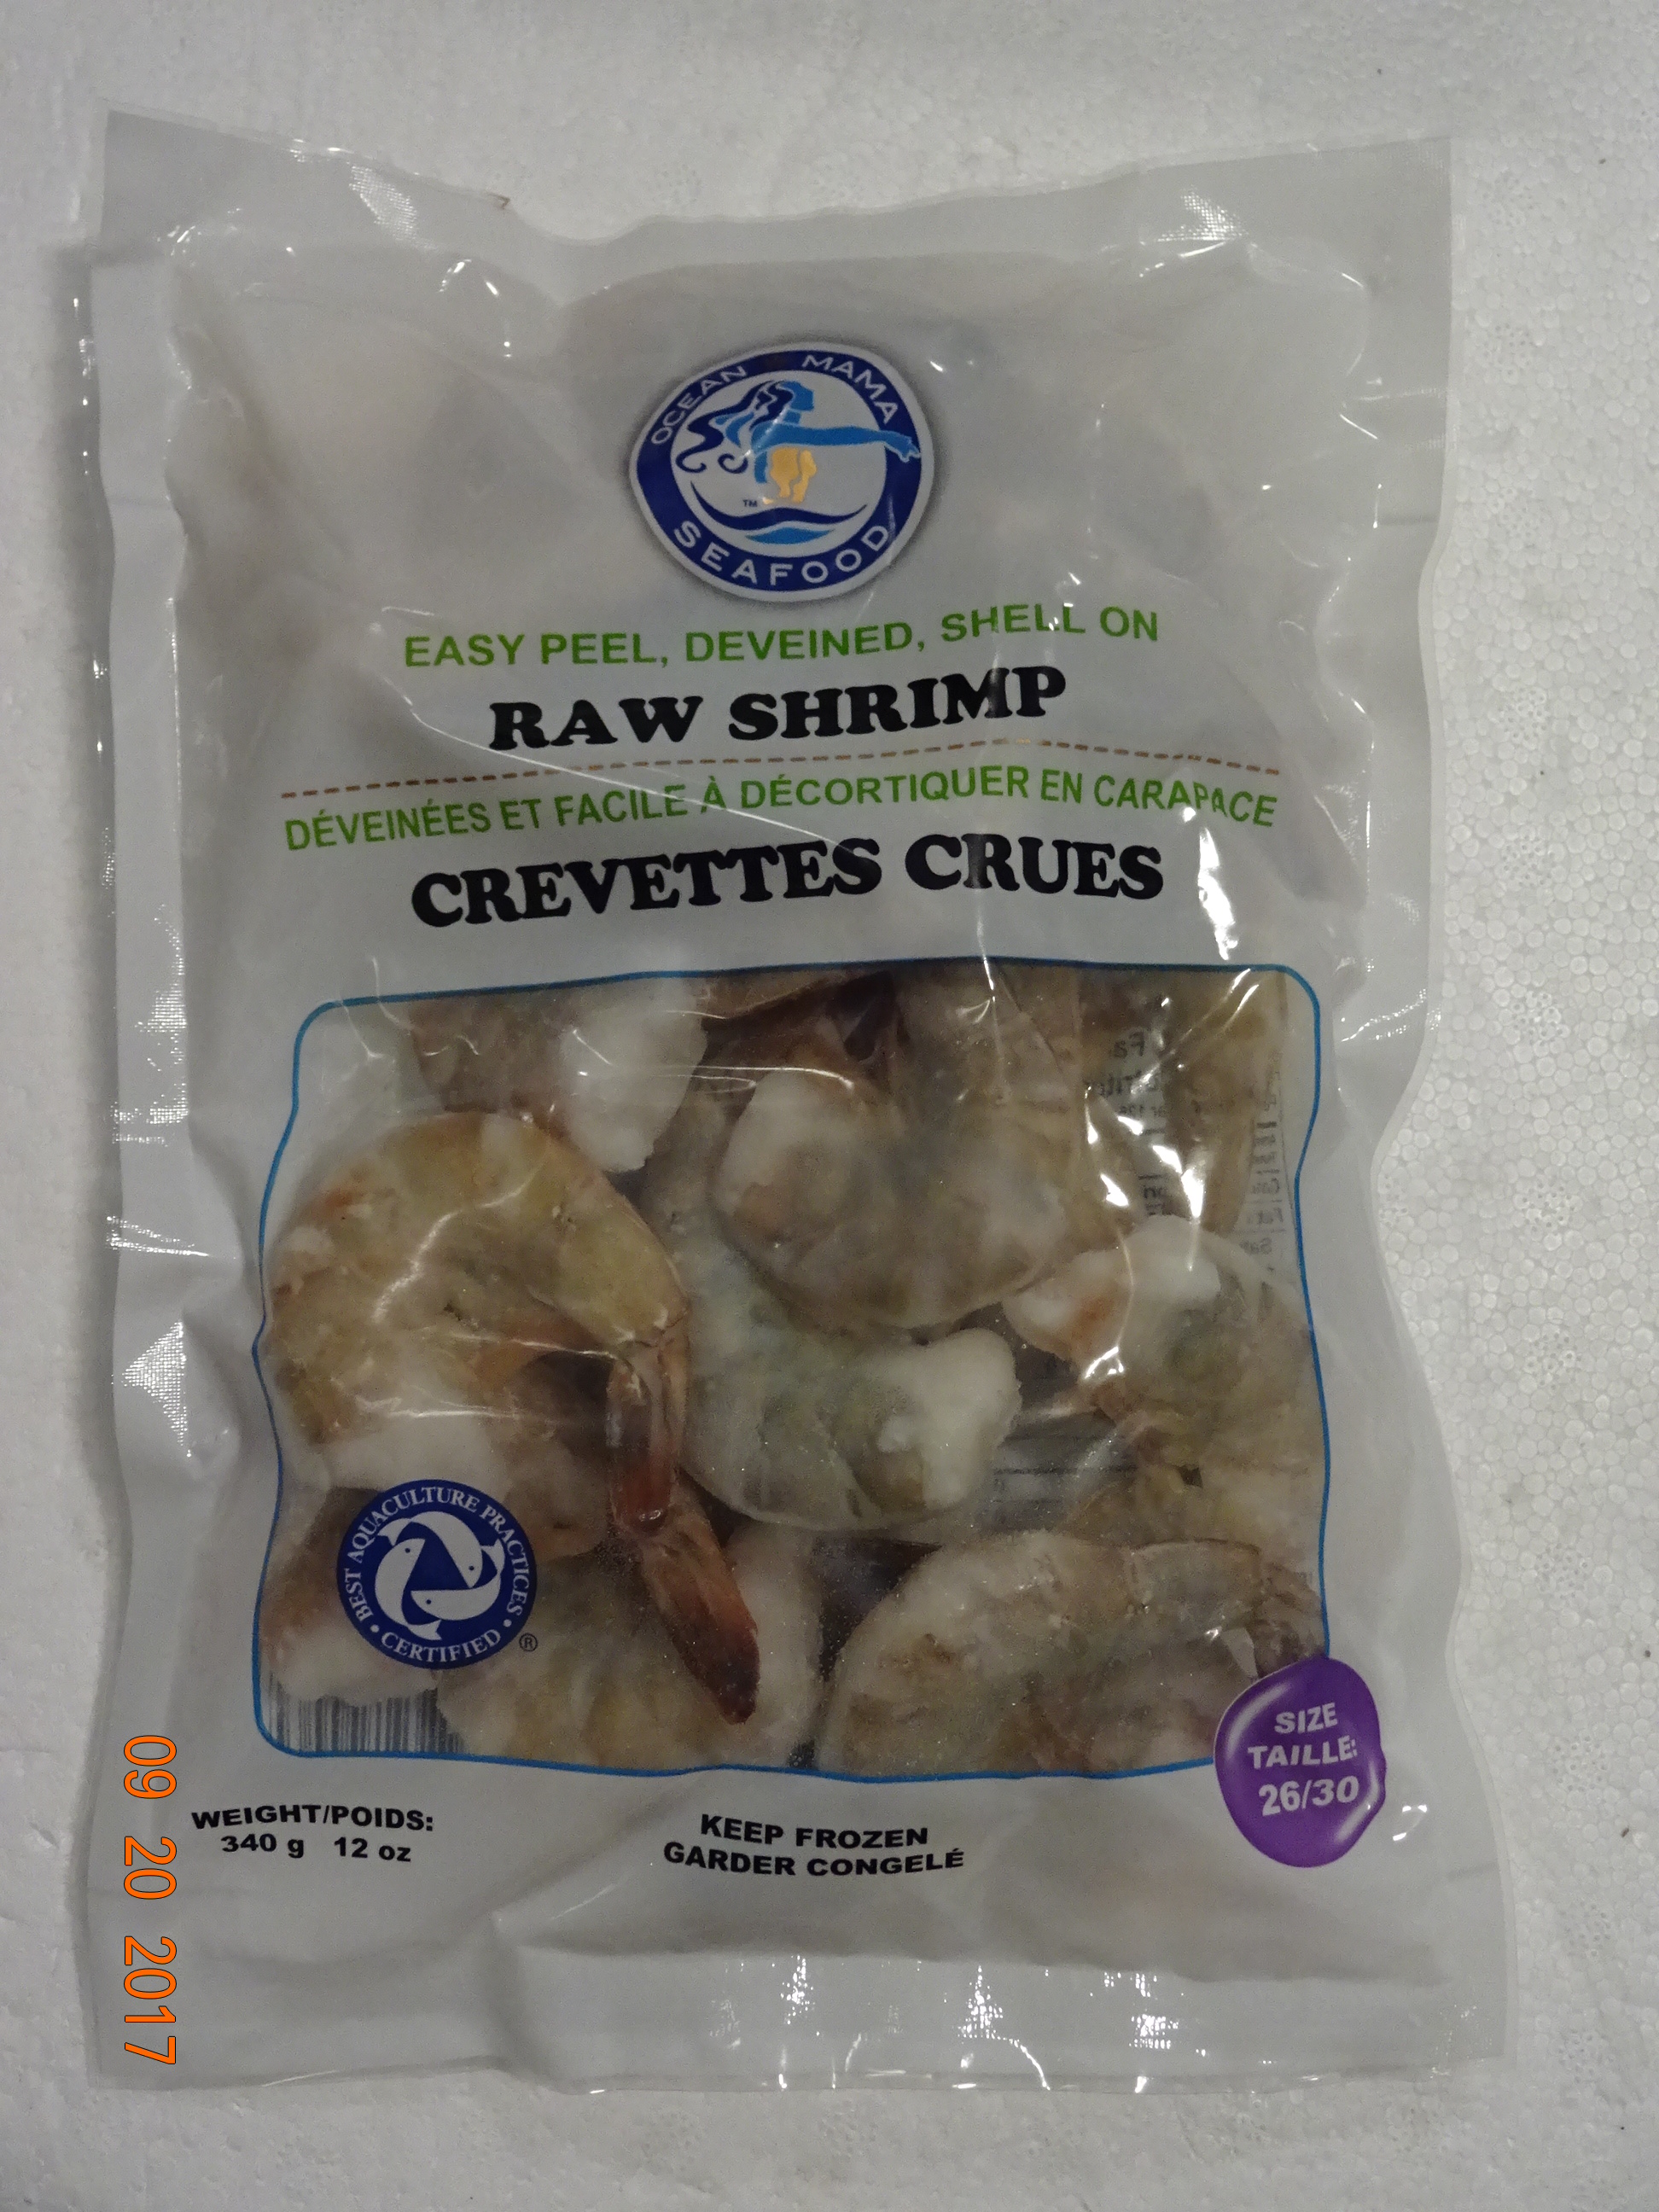 OCEAN MAMA
TM
SEAFOOD
EASY PEEL, DEVEINED, SHELL ON
RAW SHRIMP
DÉVEINÉES ET FACILE À DÉCORTIQUER EN CARAPACE
CREVETTES CRUES
BEST AQUACULTURE PRACTICES
• CERTIFIED •
®
SIZE
TAILLE:
26/30
WEIGHT/POIDS:
340 g 12 oz
KEEP FROZEN
GARDER CONGELÉ
09 20 2017